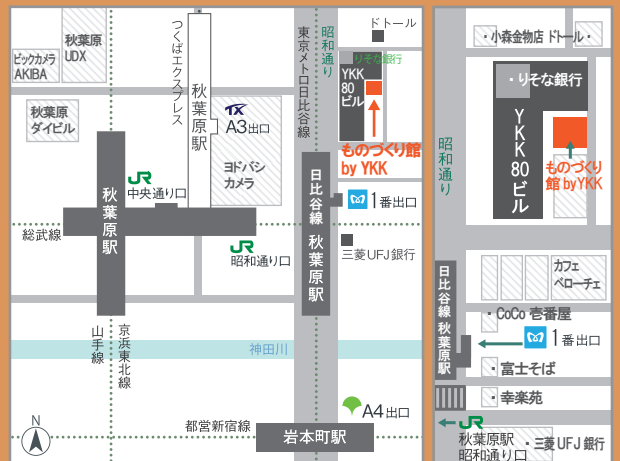 ドトール
秋葉原
UDX
ビックカメラ
AKIBA
つくばエクスプレス
秋葉原駅
東京メトロ日比谷線
昭和通り
りそな銀行
YKK
80
ビル
秋葉原
ダイビル
TX
A3出口
ヨドバシ
カメラ
ものづくり館
by YKK
JR
中央通り口
秋葉原駅
日比谷線 秋葉原駅
1番出口
総武線
JR
昭和通り口
三菱UFJ銀行
山手線
京浜東北線
神田川
A4出口
都営新宿線
岩本町駅
N
・小森金物店 ドトール・
・りそな銀行
YKK80ビル
昭和通り
ものづくり
館 byYKK
日比谷線 秋葉原駅
カフェ
ベローチェ
・CoCo 壱番屋
1番出口
・富士そば
・幸楽苑
JR
秋葉原駅
昭和通り口
・三菱UFJ銀行